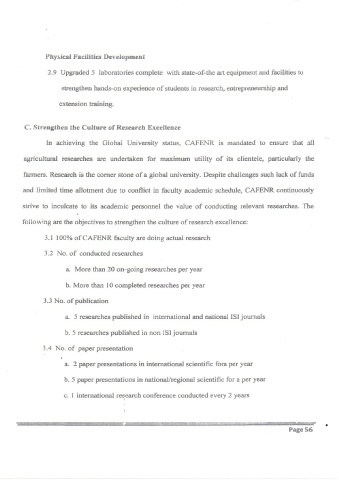 Physical Facilities Development
2.9 Upgraded 5 laboratories complete with state-of-the art equipment and facilities to
strengthen hands-on experience of students in research, entrepreneurship and
extension training.
C. Strengthen the Culture of Research Excellence
In achieving the Global University status, CAFENR is mandated to ensure that all
agricultural researches are undertaken for maximum utility of its clientele, particularly the
farmers. Research is the corner stone of a global university. Despite challenges such lack of funds
and limited time allotment due to conflict in faculty academic schedule, CAFENR continuously
strive to inculcate to its academic personnel the value of conducting relevant researches. The
following are the objectives to strengthen the culture of research excellence:
3.1 100% of CAFENR faculty are doing actual research
3.2 No. of conducted researches
a. More than 20 on-going researches per year
b. More than 10 completed researches per year
3.3 No. of publication
a. 5 researches published in international and national ISI journals
b. 5 researches published in non ISI journals
3.4 No. of paper presentation
a. 2 paper presentations in international scientific fora per year
b. 5 paper presentations in national/regional scientific for a per year
c. 1 international research conference conducted every 2 years
Page 56